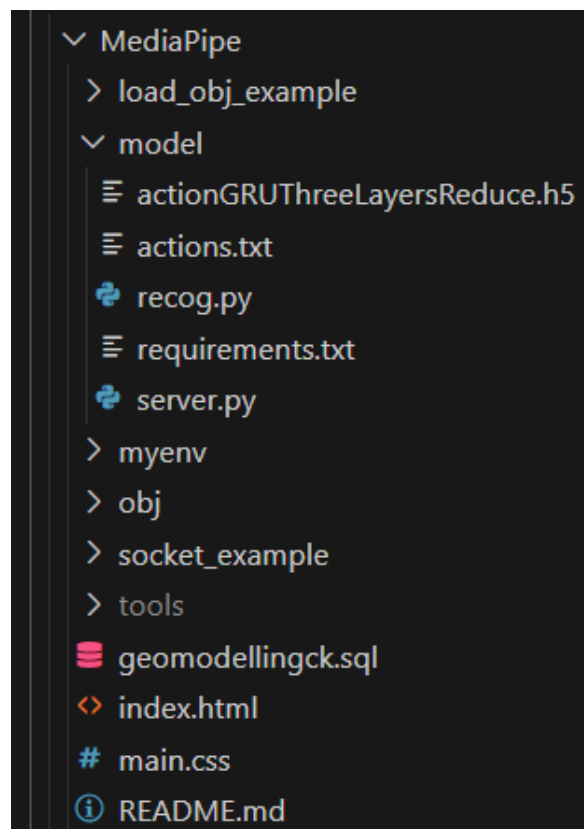 MediaPipe
load_obj_example
model
actionGRUThreeLayersReduce.h5
actions.txt
recog.py
requirements.txt
server.py
myenv
obj
socket_example
tools
geomodellingck.sql
index.html
main.css
README.md